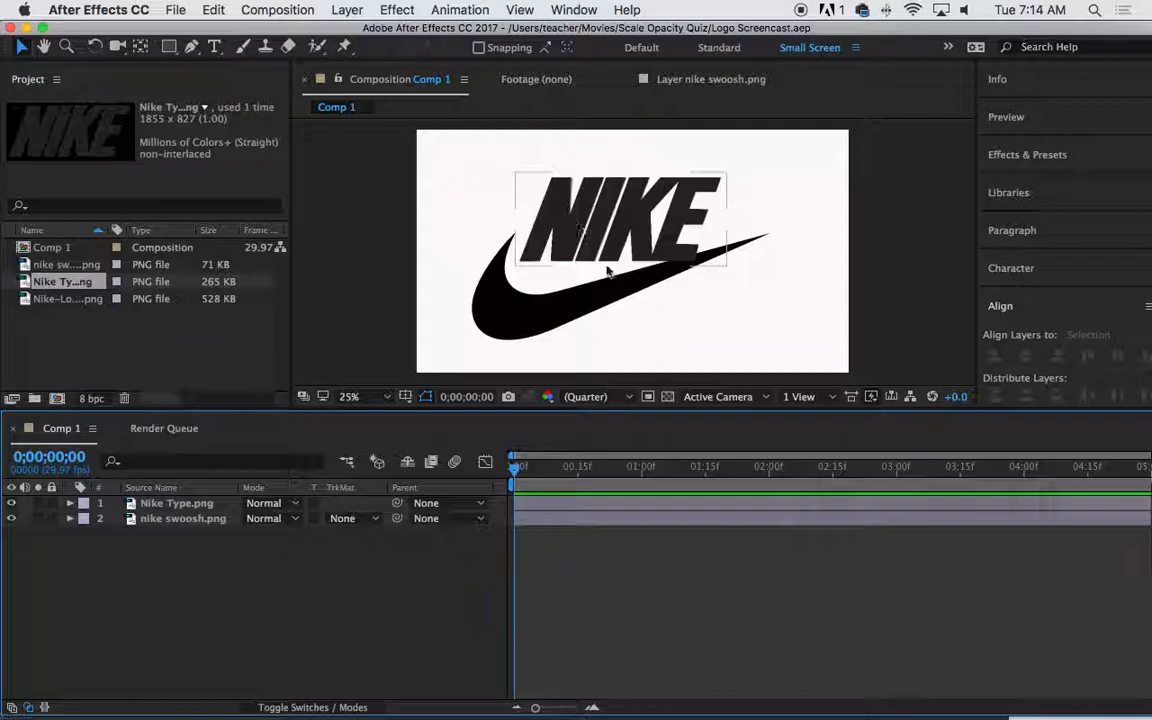 After Effects CC File Edit Composition Layer Effect Animation View Window Help Tue 7:14 AM
Adobe After Effects CC 2017 - /Users/teacher/Movies/Scale Opacity Quiz/Logo Screencast.aep
Snapping Default Standard Small Screen Search Help
Project Composition Comp 1 Footage (none) Layer nike swoosh.png Info
Nike Ty...ng , used 1 time
1855 x 827 (1.00)
Comp 1
Millions of Colors+ (Straight)
non-interlaced
NIKE
Preview
Effects & Presets
Libraries
Paragraph
Character
Align
Align Layers to: Selection
Distribute Layers:
Name Type Size Frame ...
Comp 1 Composition 29.97
nike sw....png PNG file 71 KB
Nike Ty...ng PNG file 265 KB
Nike-Lo....png PNG file 528 KB
NIKE
8 bpc
25% 0;00;00;00 (Quarter) Active Camera 1 View +0.0
Comp 1 Render Queue
0;00;00;00
00000 (29.97 fps)
:00f 00:15f 01:00f 01:15f 02:00f 02:15f 03:00f 03:15f 04:00f 04:15f 05:0
# Source Name Mode T TrkMat Parent
1 Nike Type.png Normal None
2 nike swoosh.png Normal None None
Toggle Switches / Modes